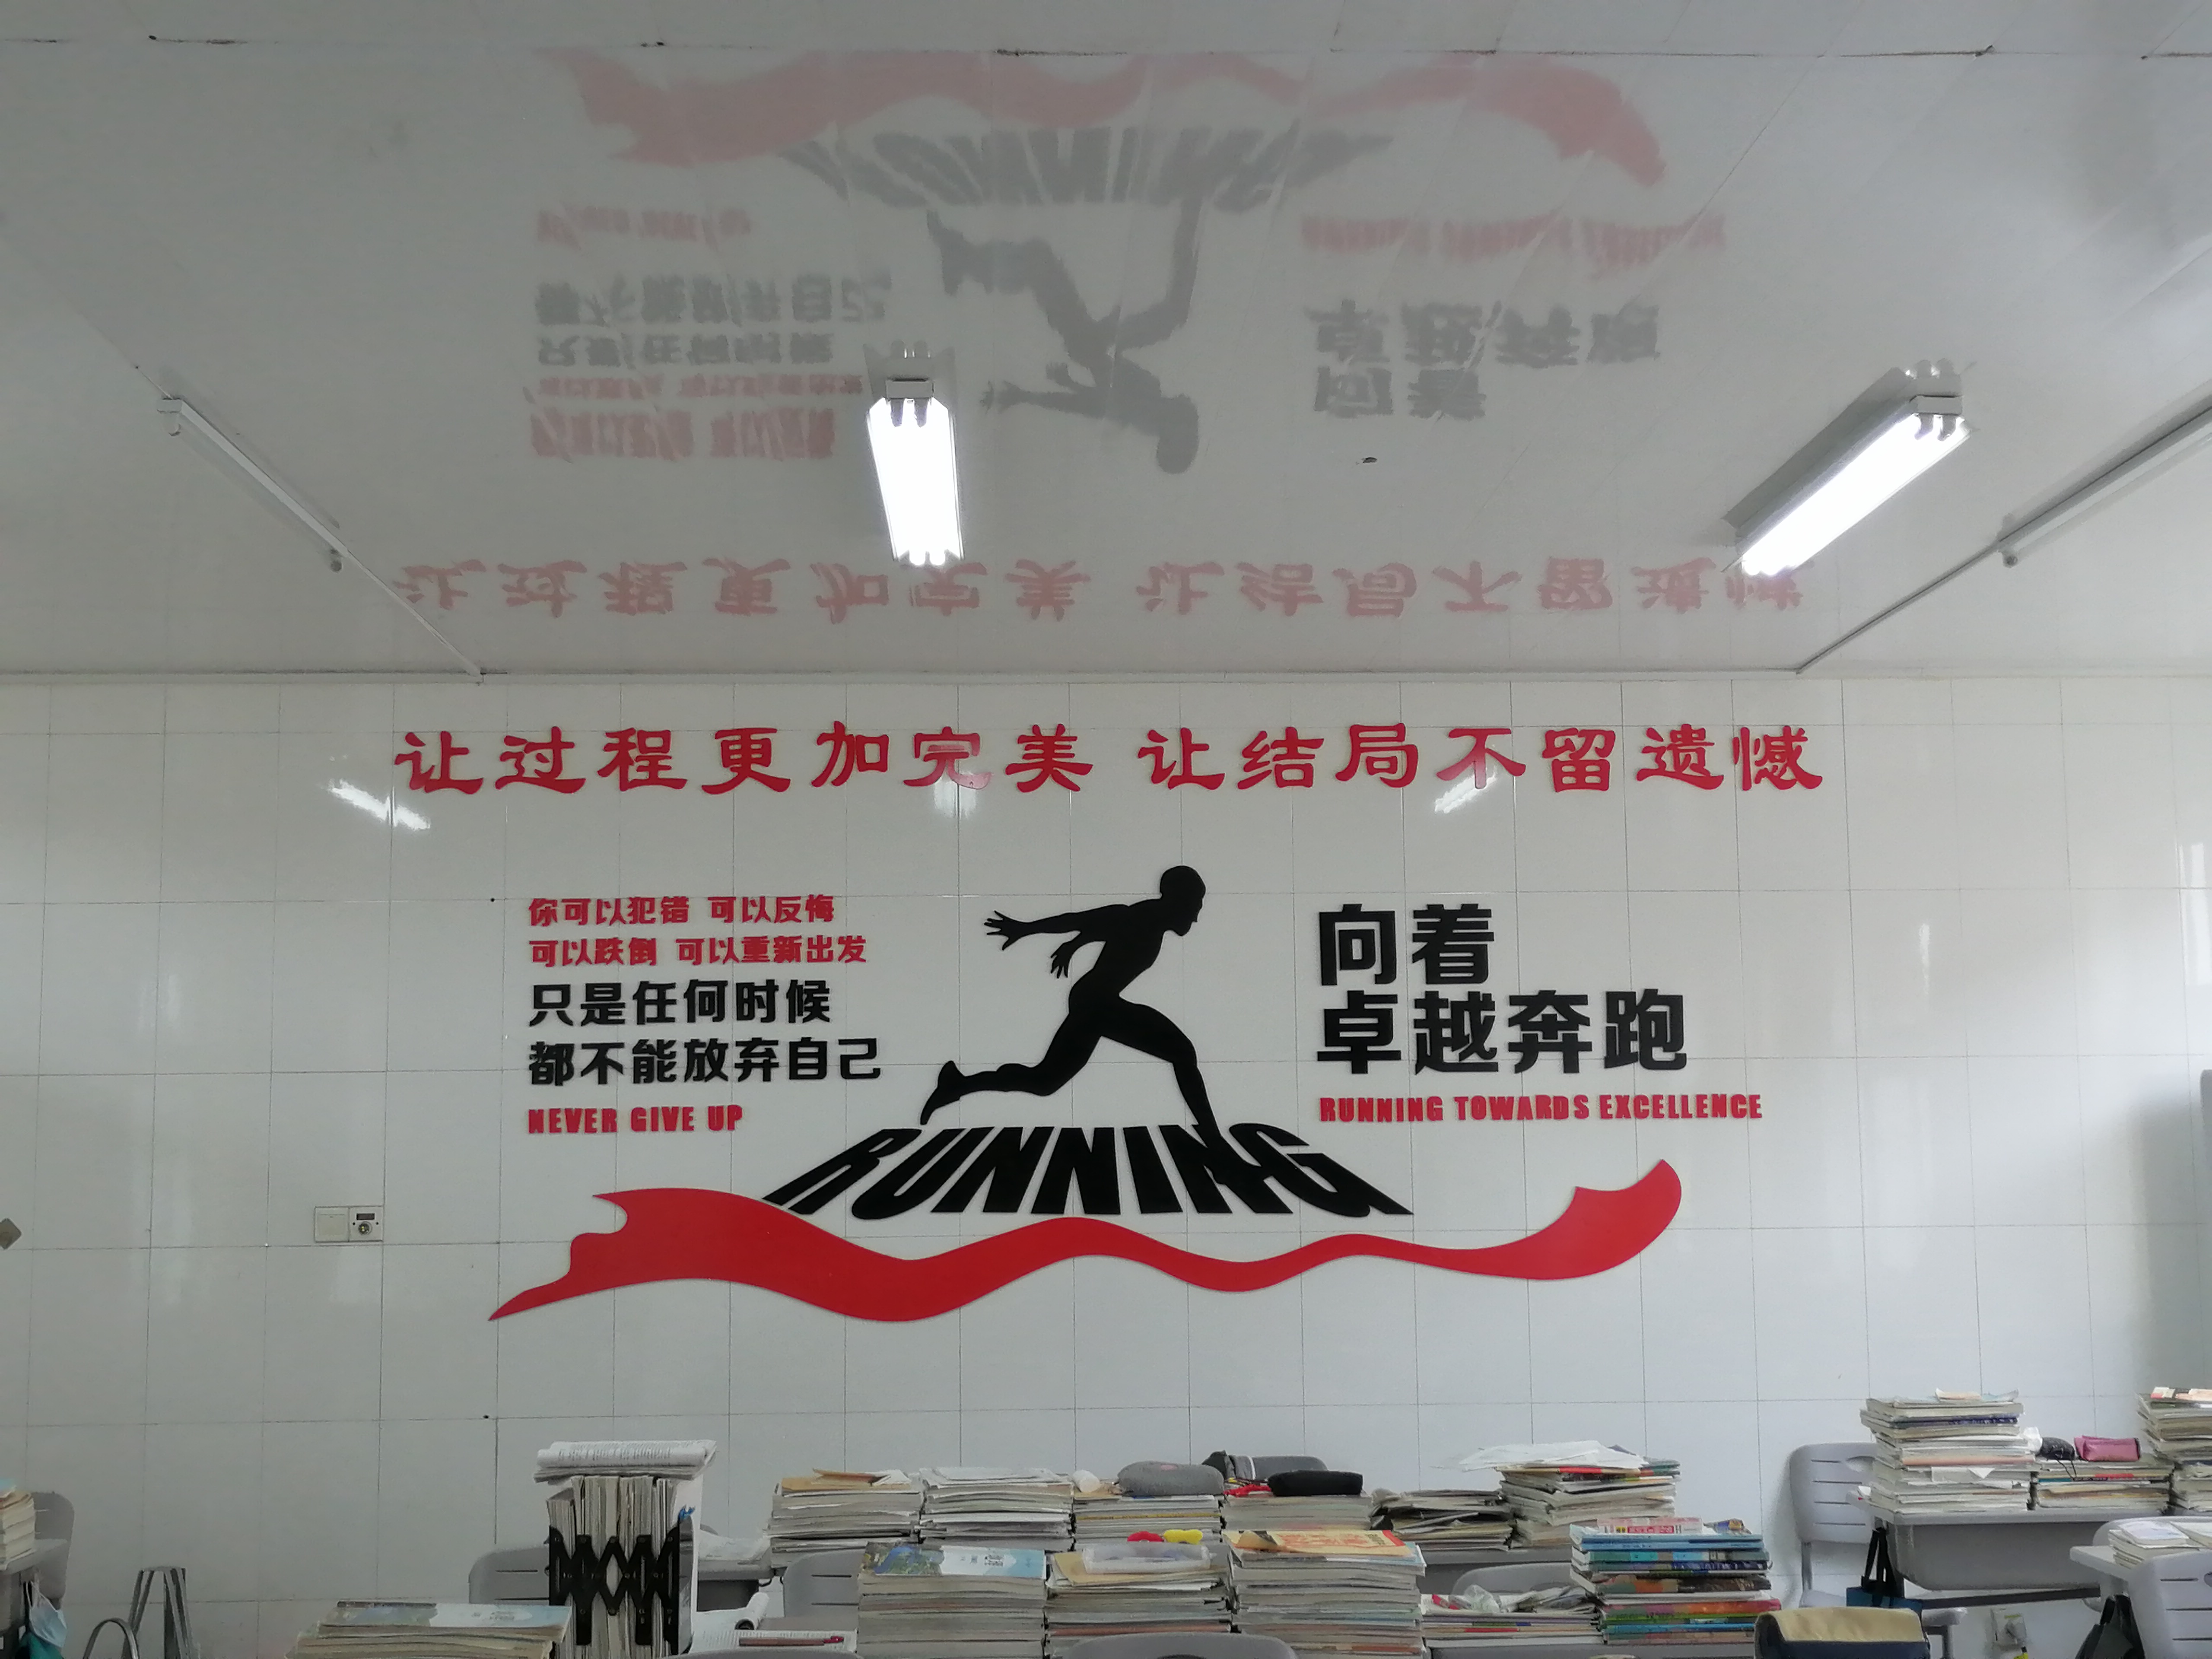 让过程更加完美 让结局不留遗憾
你可以犯错 可以反悔
可以跌倒 可以重新出发
只是任何时候
都不能放弃自己
NEVER GIVE UP
RUNNING
向着
卓越奔跑
RUNNING TOWARDS EXCELLENCE